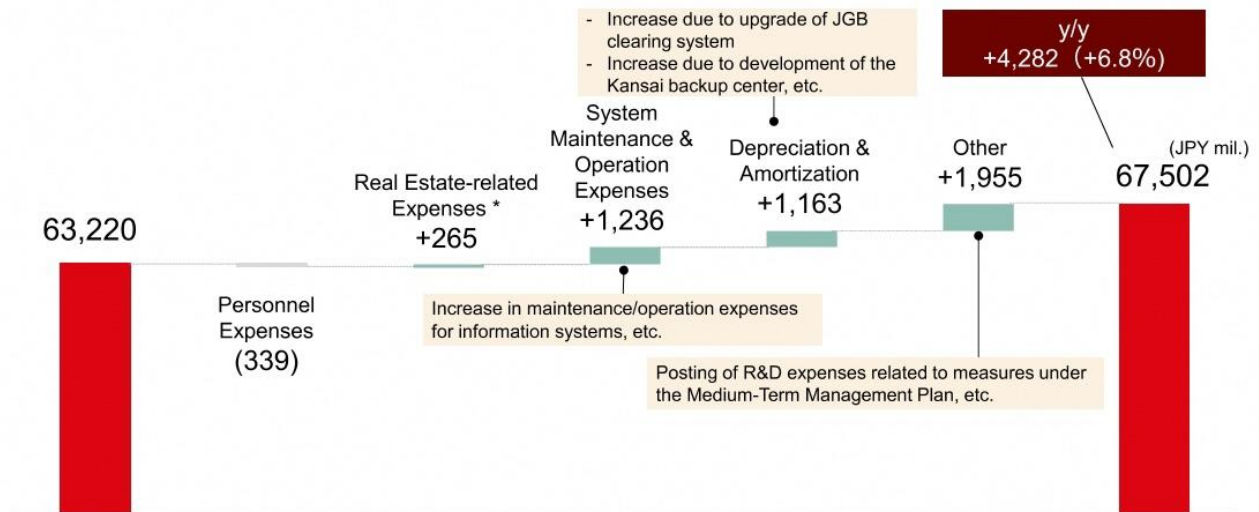 - Increase due to upgrade of JGB
clearing system
- Increase due to development of the
Kansai backup center, etc.
y/y
+4,282 (+6.8%)
(JPY mil.)
63,220
Personnel
Expenses
(339)
Real Estate-related
Expenses *
+265
System
Maintenance &
Operation
Expenses
+1,236
Depreciation &
Amortization
+1,163
Other
+1,955
67,502
Increase in maintenance/operation expenses
for information systems, etc.
Posting of R&D expenses related to measures under
the Medium-Term Management Plan, etc.